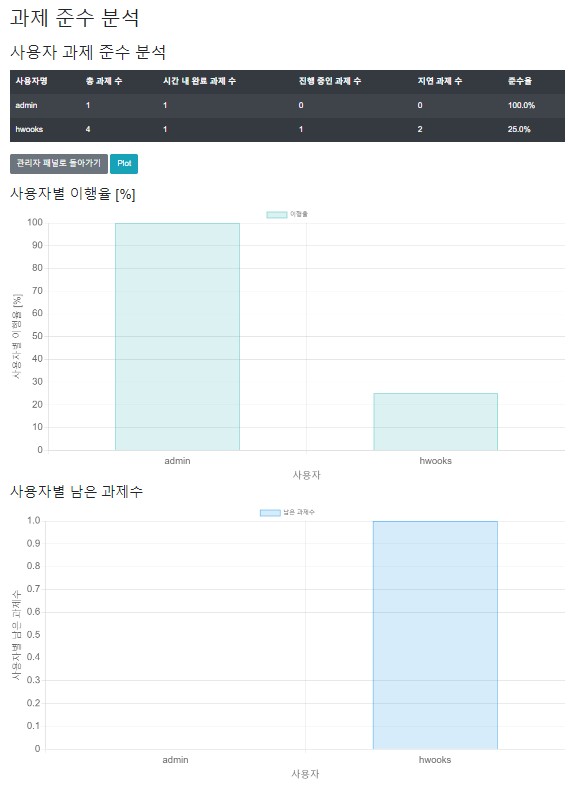 과제 준수 분석
사용자 과제 준수 분석
사용자명 총 과제 수 시간 내 완료 과제 수 진행 중인 과제 수 지연 과제 수 준수율
admin 1 1 0 0 100.0%
hwooks 4 1 1 2 25.0%
관리자 패널로 돌아가기 Plot
사용자별 이행율 [%]
이행율
100
90
80
70
60
50
40
30
20
10
0
사용자별 이행율 [%]
admin hwooks
사용자
사용자별 남은 과제수
남은 과제수
1.0
0.9
0.8
0.7
0.6
0.5
0.4
0.3
0.2
0.1
0
사용자별 남은 과제수
admin hwooks
사용자